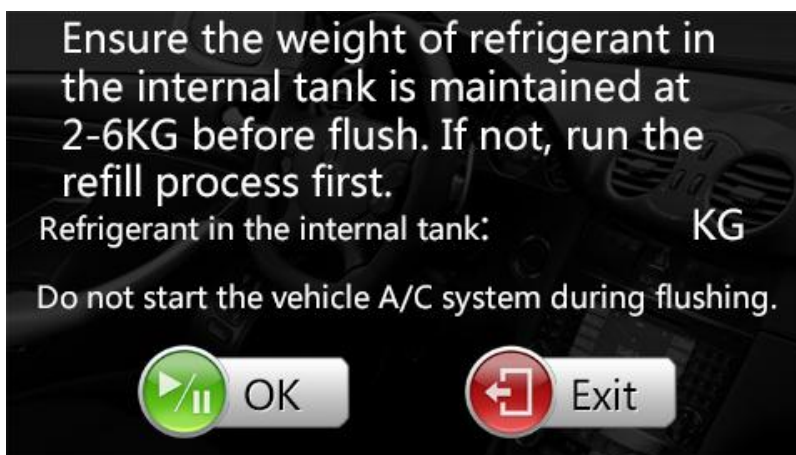 Ensure the weight of refrigerant in
the internal tank is maintained at
2-6KG before flush. If not, run the
refill process first.
Refrigerant in the internal tank: KG
Do not start the vehicle A/C system during flushing.
OK Exit